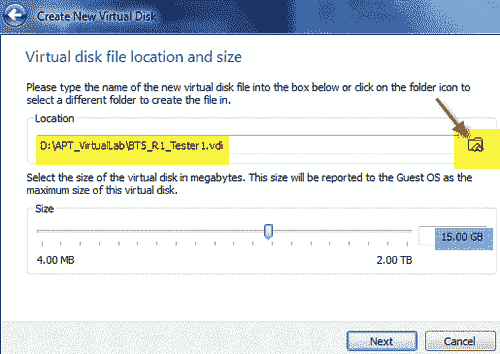 Create New Virtual Disk
Virtual disk file location and size
Please type the name of the new virtual disk file into the box below or click on the folder icon to
select a different folder to create the file in.
Location
D:\APT_VirtualLab\BTS_R1_Tester1.vdi
Select the size of the virtual disk in megabytes. This size will be reported to the Guest OS as the
maximum size of this virtual disk.
Size
15.00 GB
4.00 MB 2.00 TB
Next Cancel